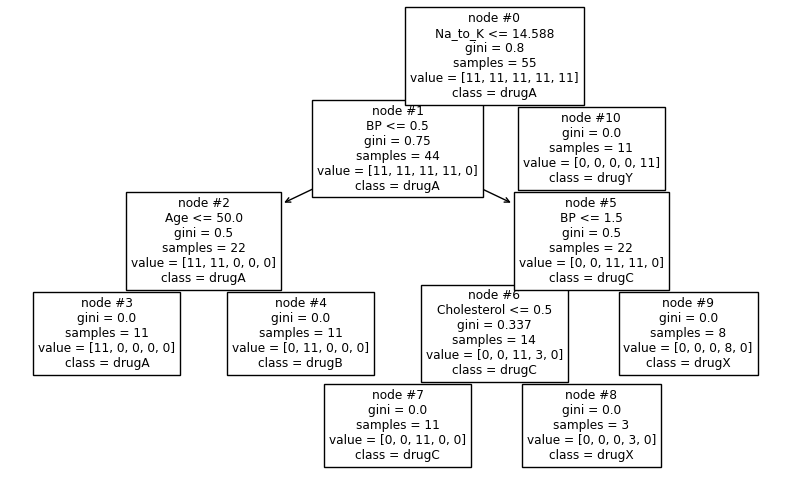 node #0
Na_to_K <= 14.588
gini = 0.8
samples = 55
value = [11, 11, 11, 11, 11]
class = drugA
node #1
BP <= 0.5
gini = 0.75
samples = 44
value = [11, 11, 11, 11, 0]
class = drugA
node #10
gini = 0.0
samples = 11
value = [0, 0, 0, 0, 11]
class = drugY
node #2
Age <= 50.0
gini = 0.5
samples = 22
value = [11, 11, 0, 0, 0]
class = drugA
node #5
BP <= 1.5
gini = 0.5
samples = 22
value = [0, 0, 11, 11, 0]
class = drugC
node #3
gini = 0.0
samples = 11
value = [11, 0, 0, 0, 0]
class = drugA
node #4
gini = 0.0
samples = 11
value = [0, 11, 0, 0, 0]
class = drugB
node #6
Cholesterol <= 0.5
gini = 0.337
samples = 14
value = [0, 0, 11, 3, 0]
class = drugC
node #9
gini = 0.0
samples = 8
value = [0, 0, 0, 8, 0]
class = drugX
node #7
gini = 0.0
samples = 11
value = [0, 0, 11, 0, 0]
class = drugC
node #8
gini = 0.0
samples = 3
value = [0, 0, 0, 3, 0]
class = drugX